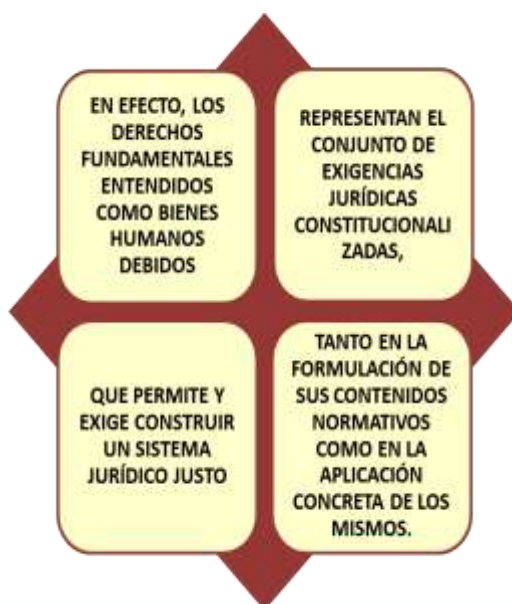 EN EFECTO, LOS
DERECHOS
FUNDAMENTALES
ENTENDIDOS
COMO BIENES
HUMANOS
DEBIDOS
REPRESENTAN EL
CONJUNTO DE
EXIGENCIAS
JURÍDICAS
CONSTITUCIONALI
ZADAS,
QUE PERMITE Y
EXIGE CONSTRUIR
UN SISTEMA
JURÍDICO JUSTO
TANTO EN LA
FORMULACIÓN DE
SUS CONTENIDOS
NORMATIVOS
COMO EN LA
APLICACIÓN
CONCRETA DE LOS
MISMOS.